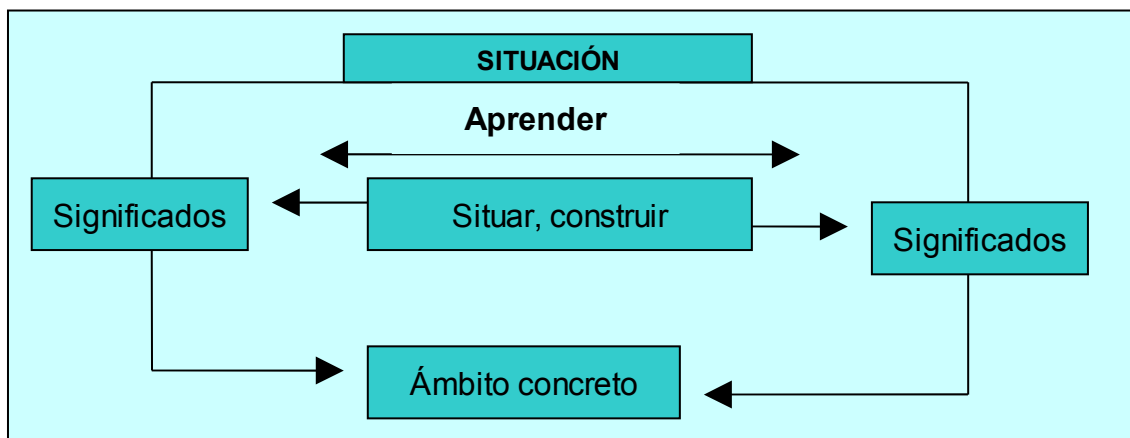 SITUACIÓN
Aprender
Significados
Situar, construir
Significados
Ámbito concreto